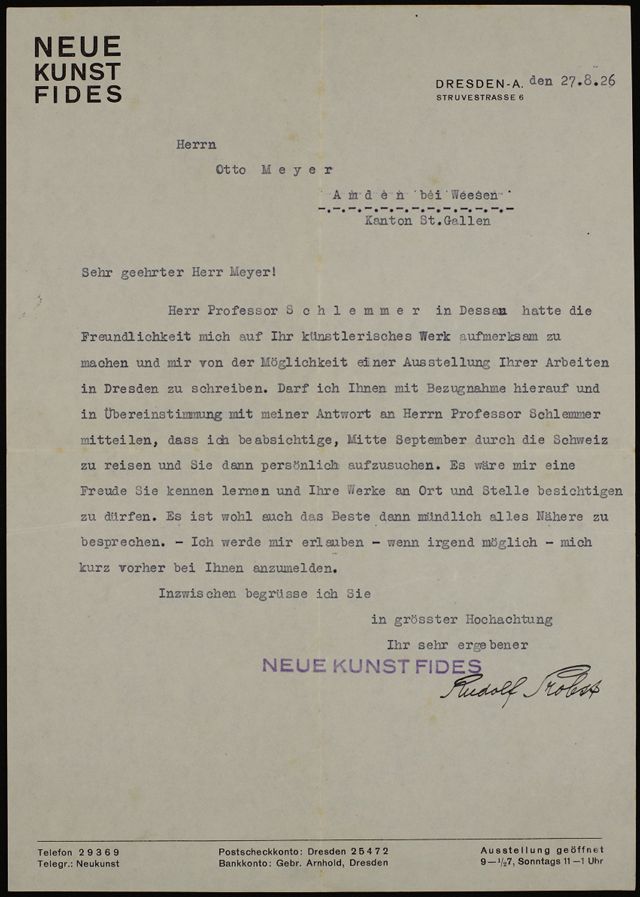 NEUE
KUNST
FIDES
DRESDEN-A. den 27.8.26
STRUVESTRASSE 6
Herrn
Otto Meyer
Amden bei Weesen
Kanton St.Gallen
Sehr geehrter Herr Meyer!
Herr Professor Schlemmer in Dessau hatte die
Freundlichkeit mich auf Ihr künstlerisches Werk aufmerksam zu
machen und mir von der Möglichkeit einer Ausstellung Ihrer Arbeiten
in Dresden zu schreiben. Darf ich Ihnen mit Bezugnahme hierauf und
in Übereinstimmung mit meiner Antwort an Herrn Professor Schlemmer
mitteilen, dass ich beabsichtige, Mitte September durch die Schweiz
zu reisen und Sie dann persönlich aufzusuchen. Es wäre mir eine
Freude Sie kennen lernen und Ihre Werke an Ort und Stelle besichtigen
zu dürfen. Es ist wohl auch das Beste dann mündlich alles Nähere zu
besprechen. - Ich werde mir erlauben - wenn irgend möglich - mich
kurz vorher bei Ihnen anzumelden.
Inzwischen begrüsse ich Sie
in grösster Hochachtung
Ihr sehr ergebener
NEUE KUNST FIDES
Rudolf Probst
Telefon 29369
Telegr.: Neukunst
Postscheckkonto: Dresden 25472
Bankkonto: Gebr. Arnhold, Dresden
Ausstellung geöffnet
9—½7, Sonntags 11—1 Uhr